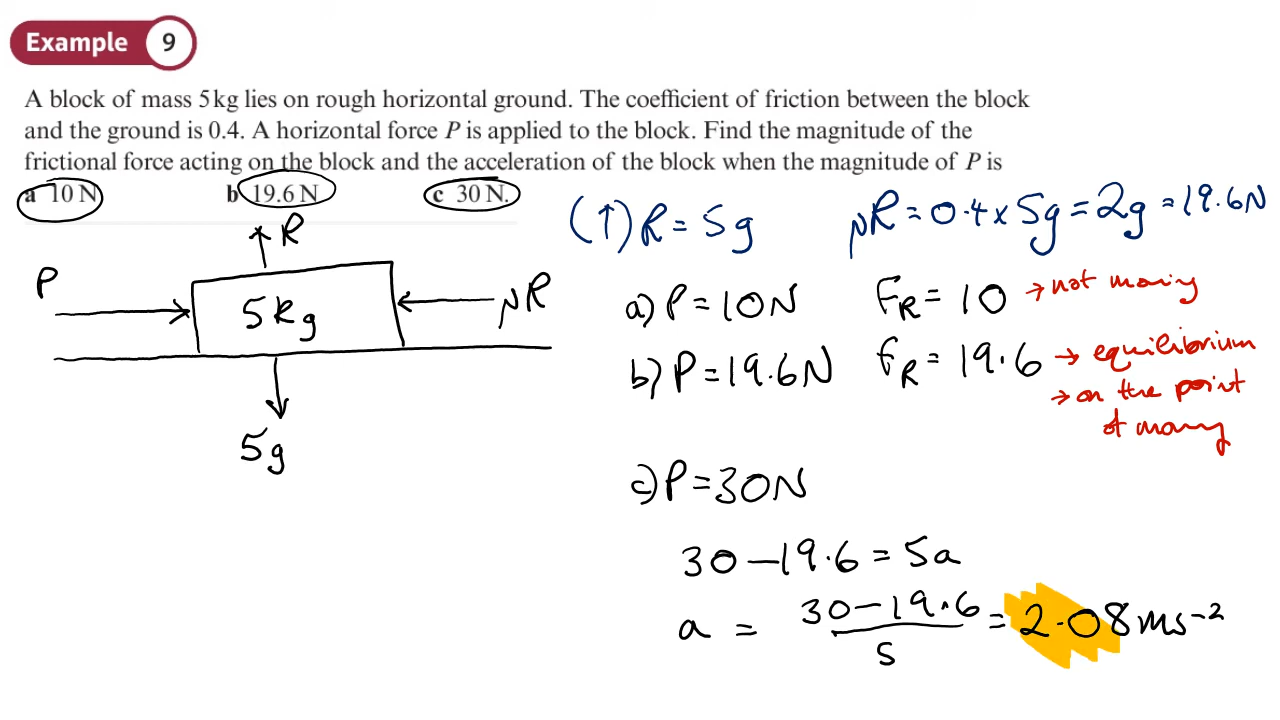 Example 9
A block of mass 5 kg lies on rough horizontal ground. The coefficient of friction between the block
and the ground is 0.4. A horizontal force P is applied to the block. Find the magnitude of the
frictional force acting on the block and the acceleration of the block when the magnitude of P is
a 10 N b 19.6 N c 30 N.
R
P
5kg
μR
5g
(↑) R = 5g μR = 0.4 x 5g = 2g = 19.6N
a) P = 10N FR = 10 → not moving
b) P = 19.6N FR = 19.6 → equilibrium
→ on the point
of moving
c) P = 30N
30 - 19.6 = 5a
a = 30 - 19.6 / 5 = 2.08 ms⁻²